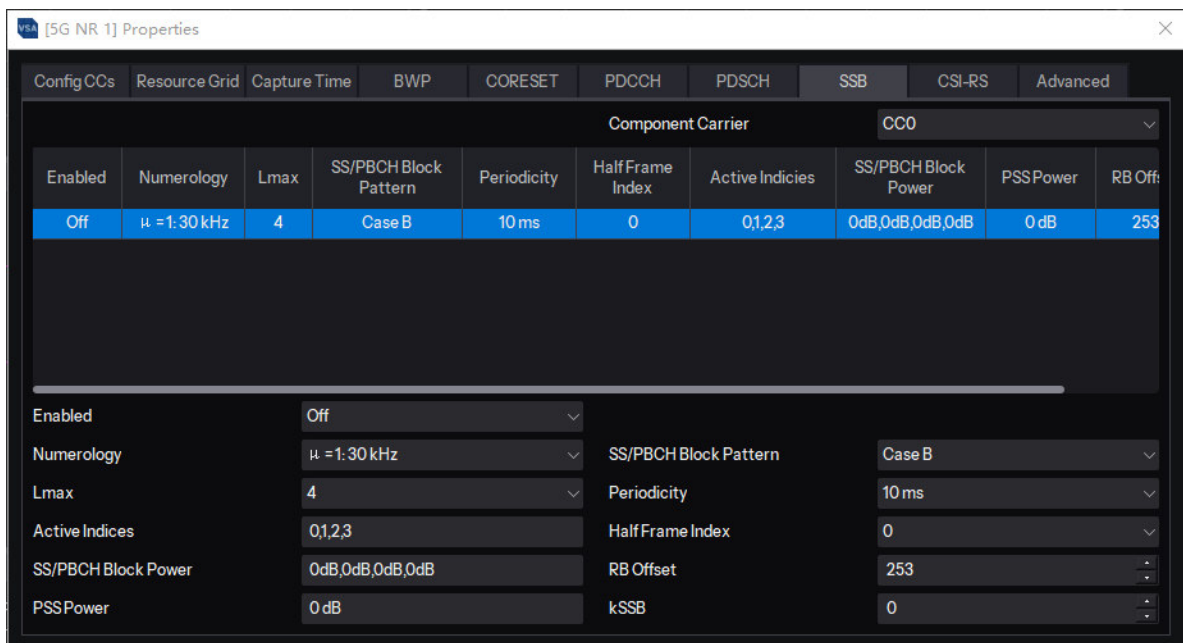 VSA [5G NR 1] Properties
Config CCs Resource Grid Capture Time BWP CORESET PDCCH PDSCH SSB CSI-RS Advanced
Component Carrier CC0
Enabled Numerology Lmax SS/PBCH Block Pattern Periodicity Half Frame Index Active Indicies SS/PBCH Block Power PSS Power RB Offs
Off μ =1: 30 kHz 4 Case B 10 ms 0 0,1,2,3 0dB,0dB,0dB,0dB 0 dB 253
Enabled Off
Numerology μ =1: 30 kHz SS/PBCH Block Pattern Case B
Lmax 4 Periodicity 10 ms
Active Indices 0,1,2,3 Half Frame Index 0
SS/PBCH Block Power 0dB,0dB,0dB,0dB RB Offset 253
PSS Power 0 dB kSSB 0